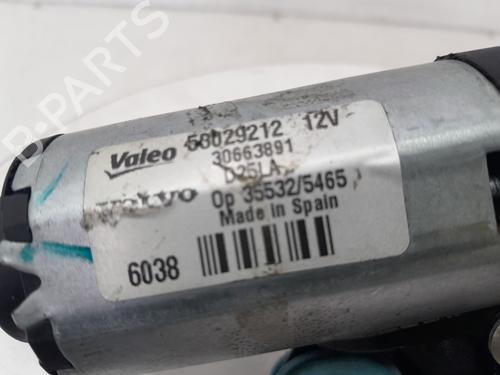 Valeo 53029212 12V
30663891
D25LA
VOLVO Op 35532/5465
Made in Spain
6038
B-PARTS